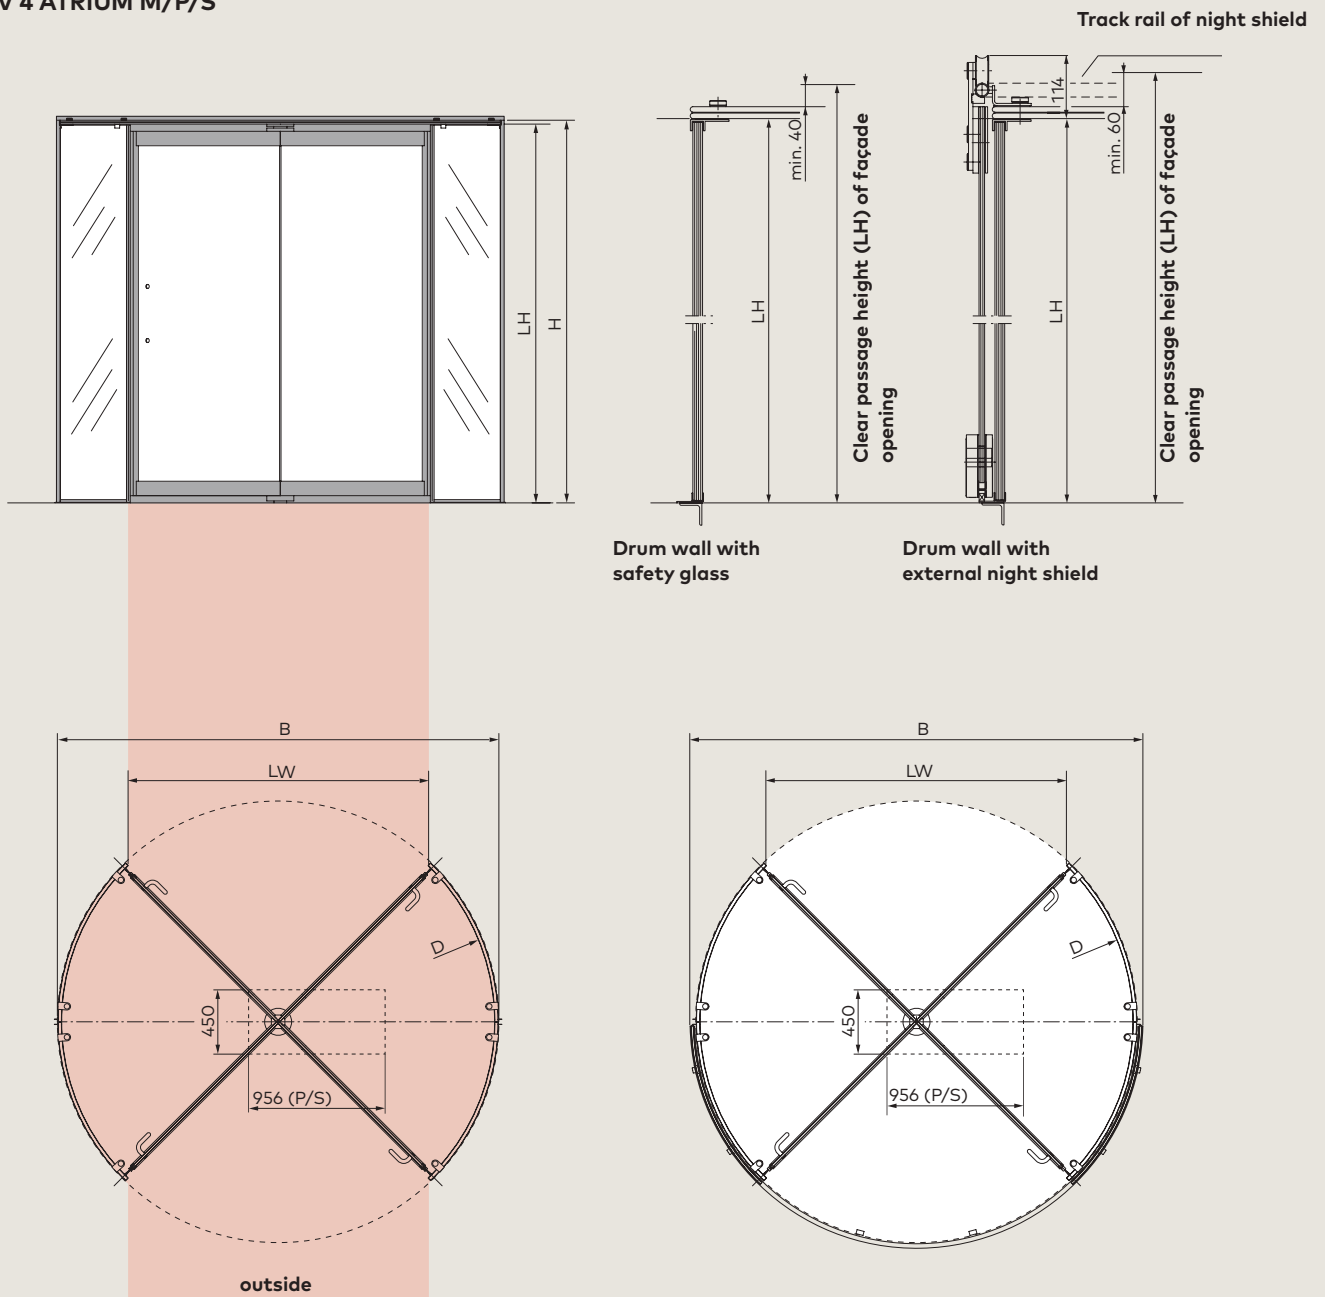 V 4 ATRIUM M/P/S
Track rail of night shield
LH
H
min. 40
LH
Clear passage height (LH) of façade
opening
114
min. 60
LH
Clear passage height (LH) of façade
opening
Drum wall with
safety glass
Drum wall with
external night shield
B
LW
D
450
956 (P/S)
outside
B
LW
D
450
956 (P/S)